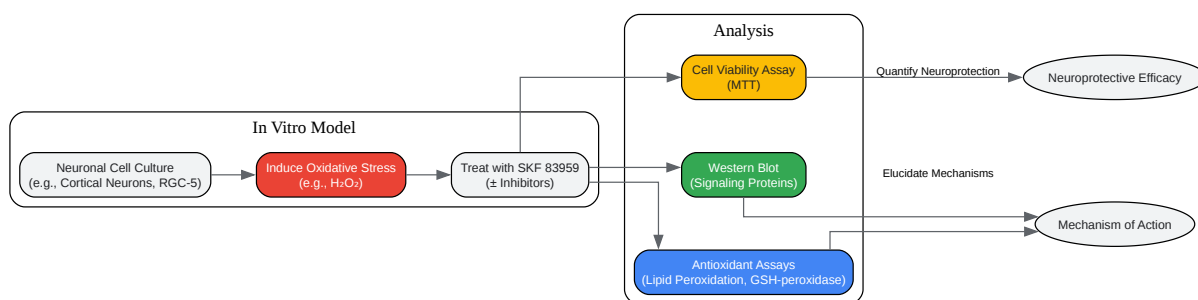 Analysis
Cell Viability Assay
(MTT)
Quantify Neuroprotection
Neuroprotective Efficacy
In Vitro Model
Neuronal Cell Culture
(e.g., Cortical Neurons, RGC-5)
Induce Oxidative Stress
(e.g., H₂O₂)
Treat with SKF 83959
(± Inhibitors)
Western Blot
(Signaling Proteins)
Elucidate Mechanisms
Mechanism of Action
Antioxidant Assays
(Lipid Peroxidation, GSH-peroxidase)